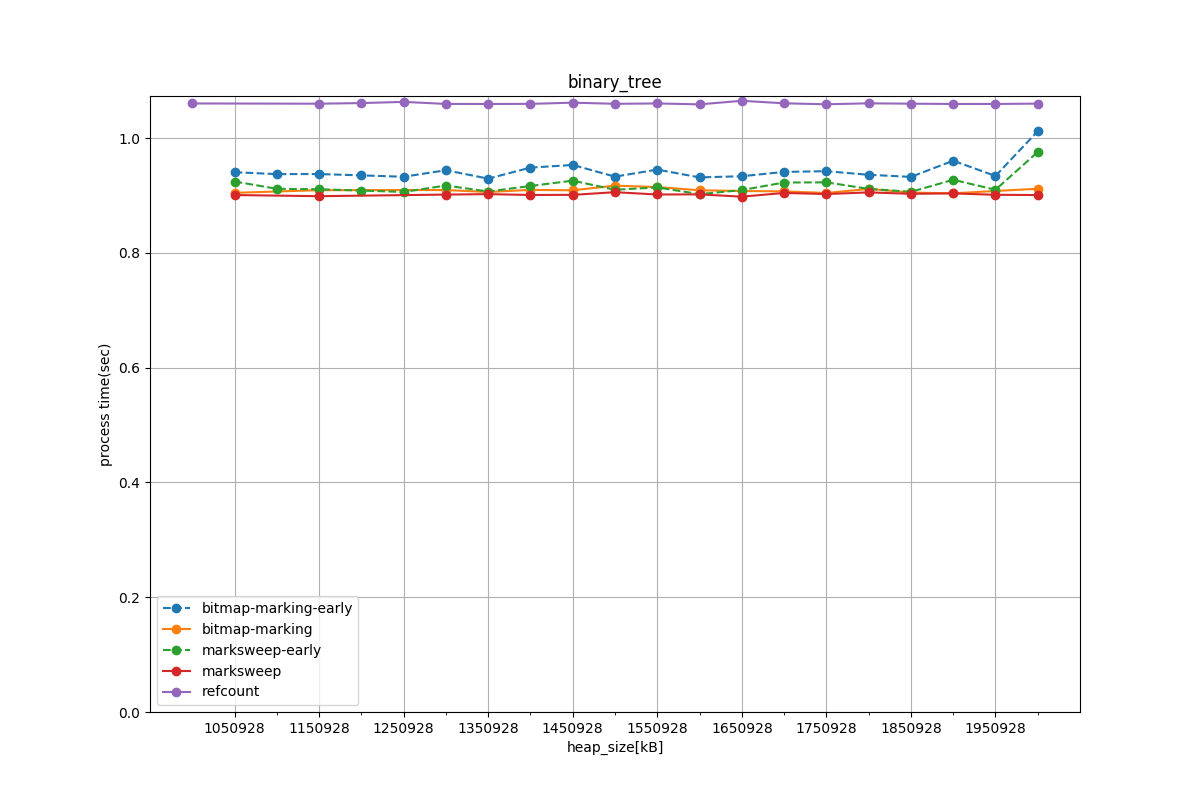 binary_tree
1.0
0.8
0.6
0.4
0.2
0.0
process time(sec)
bitmap-marking-early
bitmap-marking
marksweep-early
marksweep
refcount
1050928 1150928 1250928 1350928 1450928 1550928 1650928 1750928 1850928 1950928
heap_size[kB]